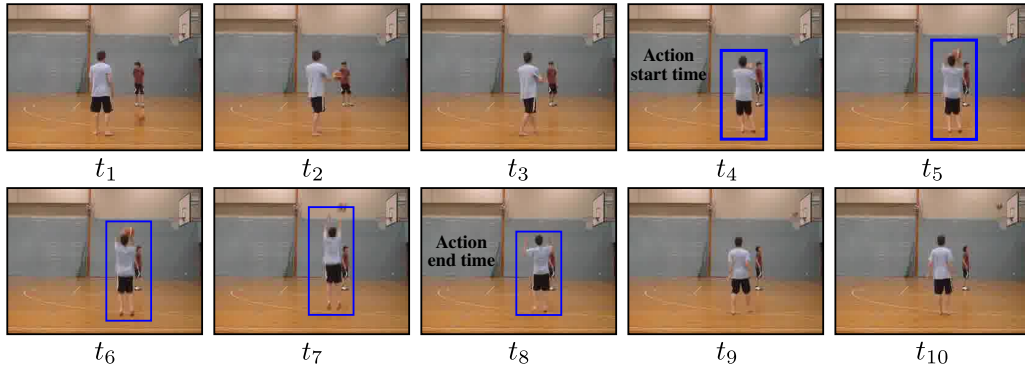 Action
start time
t1
t2
t3
t4
t5
Action
end time
t6
t7
t8
t9
t10